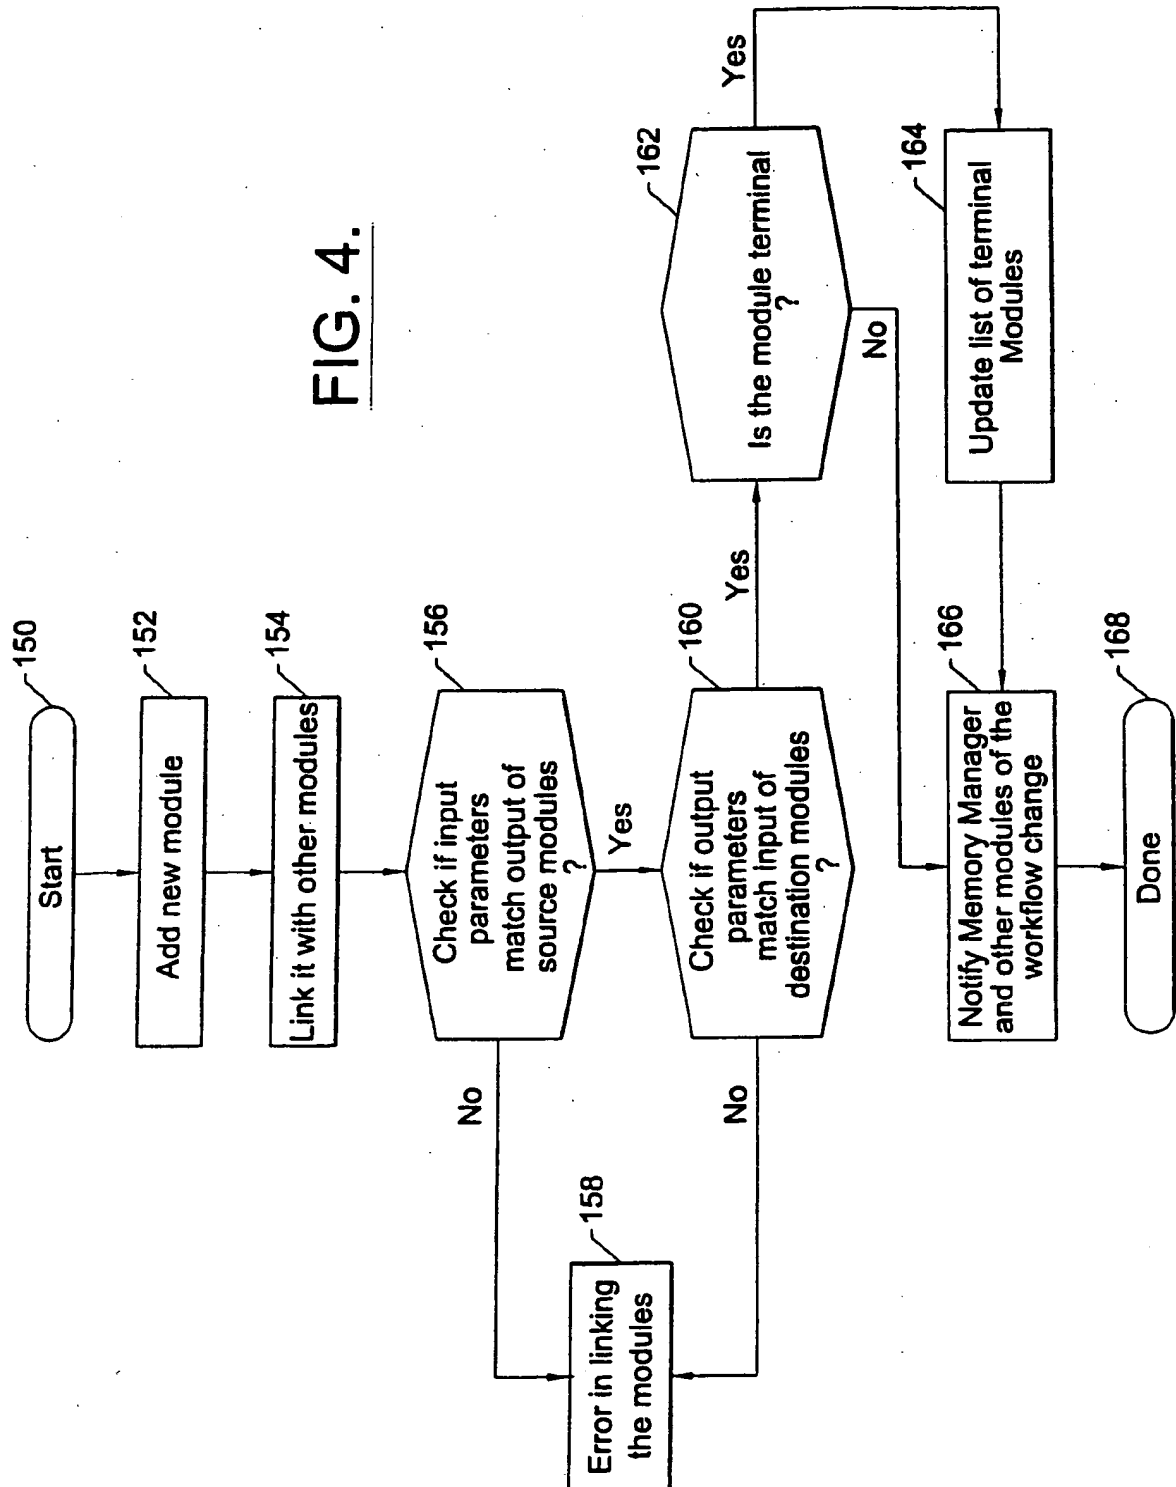 FIG. 4.
150
Start
152
Add new module
154
Link it with other modules
156
Check if input
parameters
match output of
source modules
?
No
Yes
158
Error in linking
the modules
160
Check if output
parameters
match input of
destination modules
?
No
Yes
162
Is the module terminal
?
Yes
No
164
Update list of terminal
Modules
166
Notify Memory Manager
and other modules of the
workflow change
168
Done